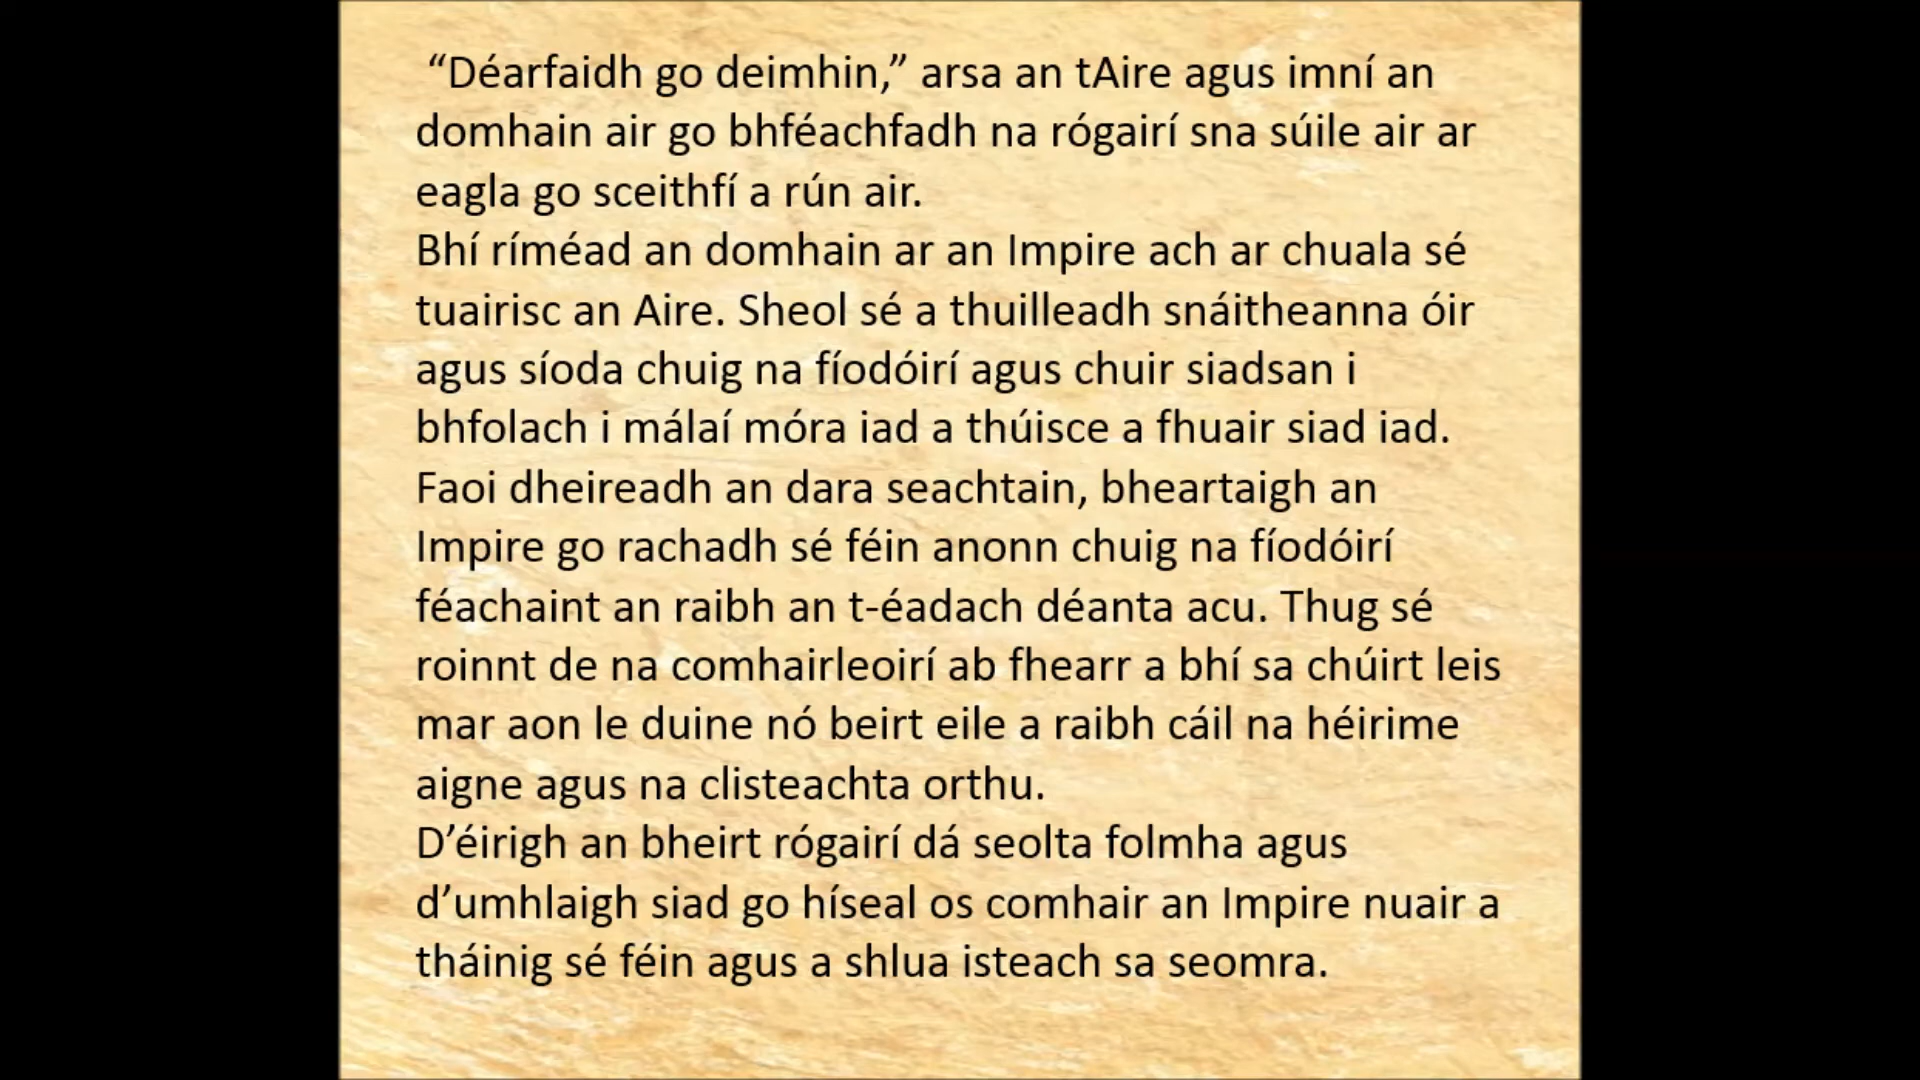 “Déarfaidh go deimhin,” arsa an tAire agus imní an
domhain air go bhféachfadh na rógairí sna súile air ar
eagla go sceithfí a rún air.
Bhí ríméad an domhain ar an Impire ach ar chuala sé
tuairisc an Aire. Sheol sé a thuilleadh snáitheanna óir
agus síoda chuig na fíodóirí agus chuir siadsan i
bhfolach i málaí móra iad a thúisce a fhuair siad iad.
Faoi dheireadh an dara seachtain, bheartaigh an
Impire go rachadh sé féin anonn chuig na fíodóirí
féachaint an raibh an t-éadach déanta acu. Thug sé
roinnt de na comhairleoirí ab fhearr a bhí sa chúirt leis
mar aon le duine nó beirt eile a raibh cáil na héirime
aigne agus na clisteachta orthu.
D’éirigh an bheirt rógairí dá seolta folmha agus
d’umhlaigh siad go híseal os comhair an Impire nuair a
tháinig sé féin agus a shlua isteach sa seomra.